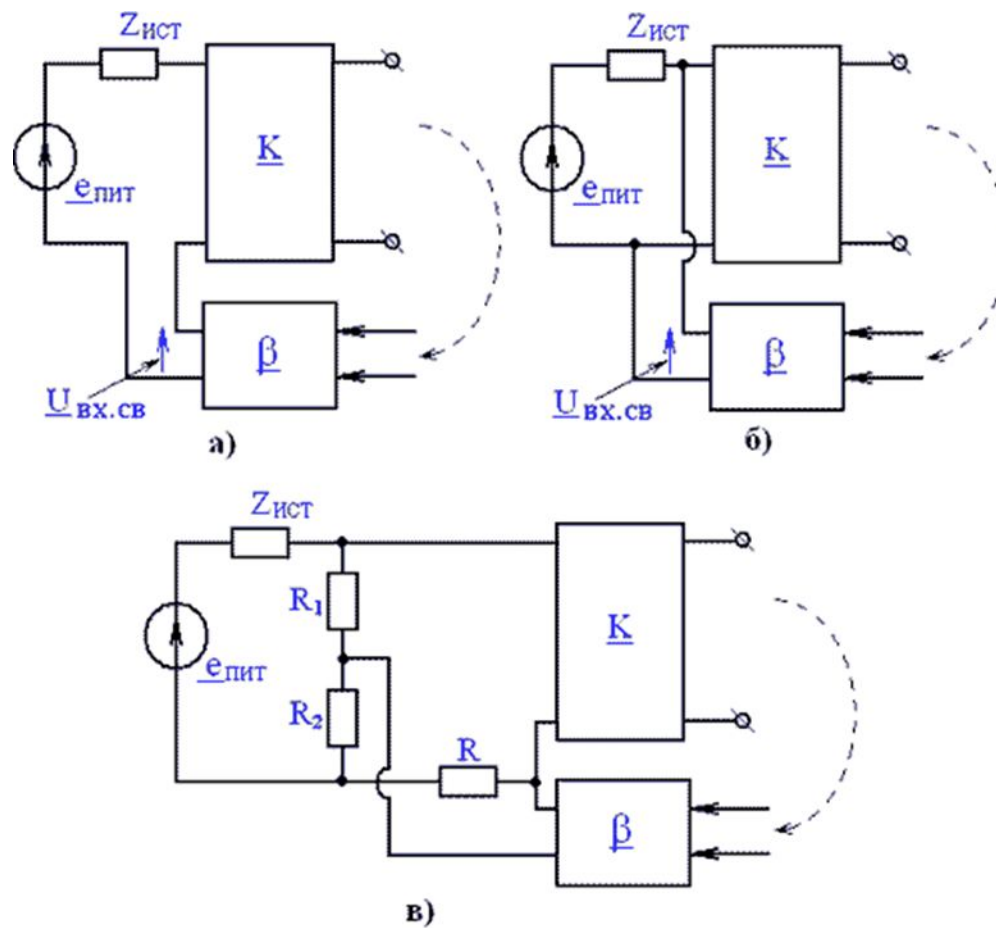 Zист Zист
K K
eпит eпит
β β
Uвх.св Uвх.св
а) б)
Zист
R1
K
eпит
R2
R
β
в)